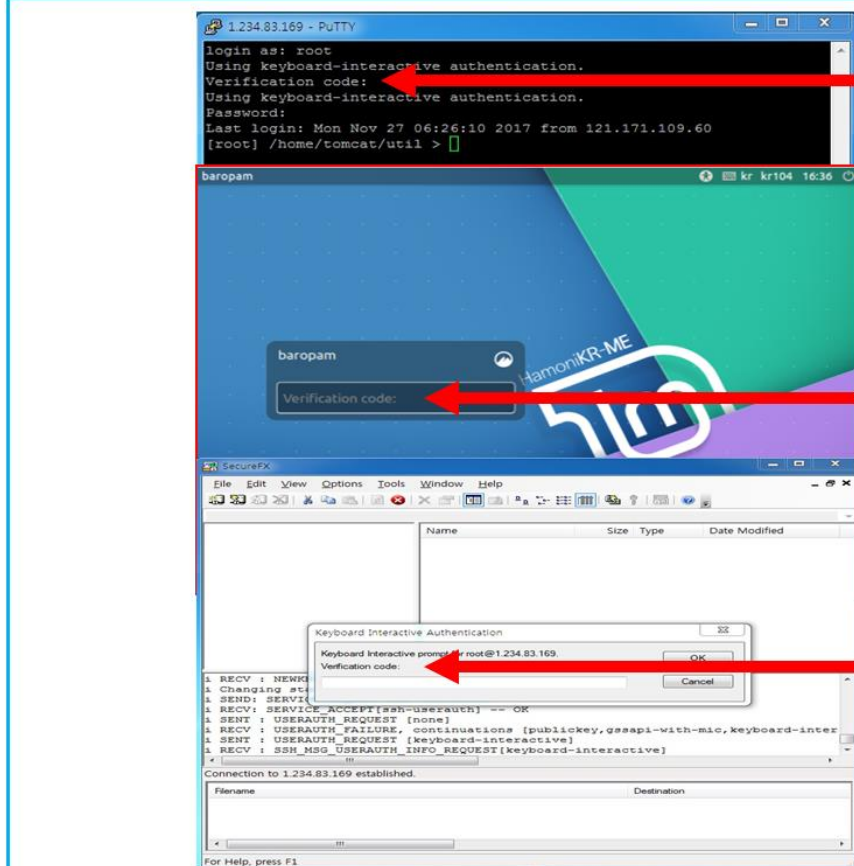 1.234.83.169 - PuTTY
login as: root
Using keyboard-interactive authentication.
Verification code:
Using keyboard-interactive authentication.
Password:
Last login: Mon Nov 27 06:26:10 2017 from 121.171.109.60
[root] /home/tomcat/util >
baropam kr kr104 16:36
baropam
HamoniKR-ME
Verification code:
SecureFX
File Edit View Options Tools Window Help
Name Size Type Date Modified
Keyboard Interactive Authentication
Keyboard Interactive prompt for root@1.234.83.169.
Verification code:
OK
Cancel
i RECV : NEWK
i Changing sta
i SEND: SERVIC
i RECV: SERVICE_ACCEPT[ssh-userauth] -- OK
i SENT : USERAUTH_REQUEST [none]
i RECV : USERAUTH_FAILURE, continuations [publickey,gssapi-with-mic,keyboard-inter
i SENT : USERAUTH_REQUEST [keyboard-interactive]
i RECV : SSH_MSG_USERAUTH_INFO_REQUEST[keyboard-interactive]
Connection to 1.234.83.169 established.
Filename Destination
For Help, press F1